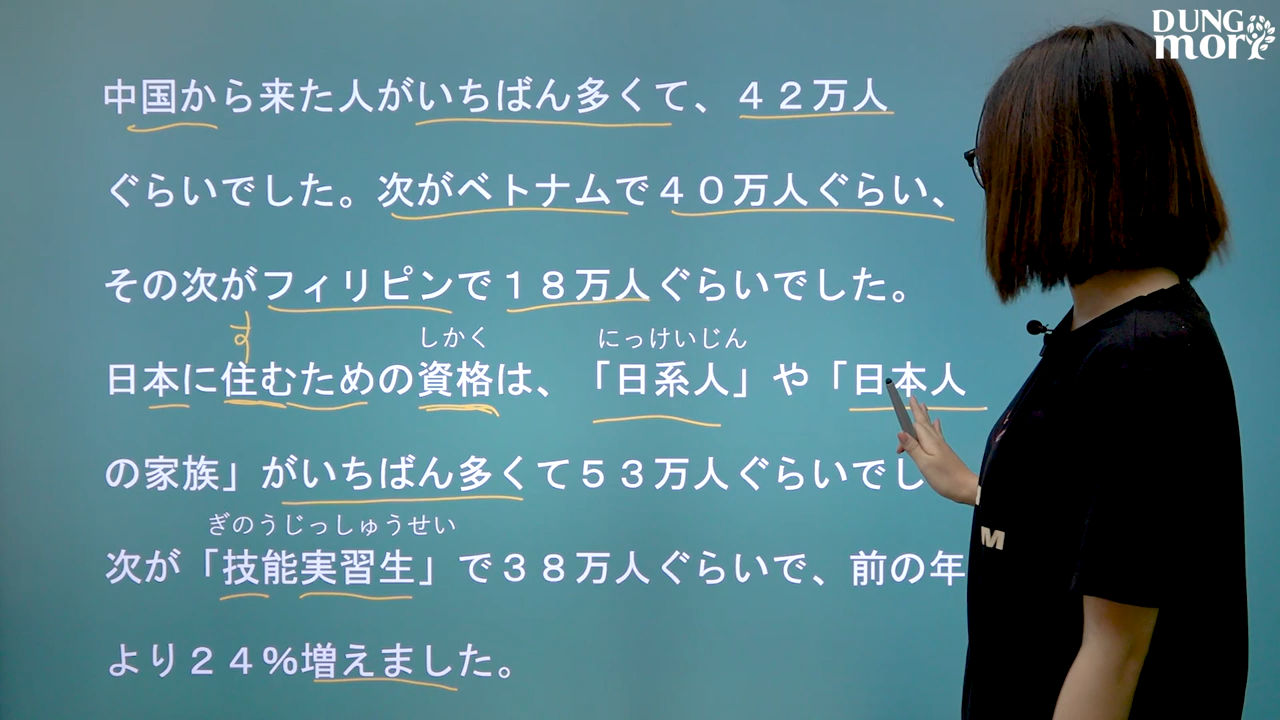 DUNG
mori
中国から来た人がいちばん多くて、４２万人
ぐらいでした。次がベトナムで４０万人ぐらい、
その次がフィリピンで１８万人ぐらいでした。
す
しかく にっけいじん
日本に住むための資格は、「日系人」や「日本人
の家族」がいちばん多くて５３万人ぐらいでし
ぎのうじっしゅうせい
次が「技能実習生」で３８万人ぐらいで、前の年
より２４％増えました。
M